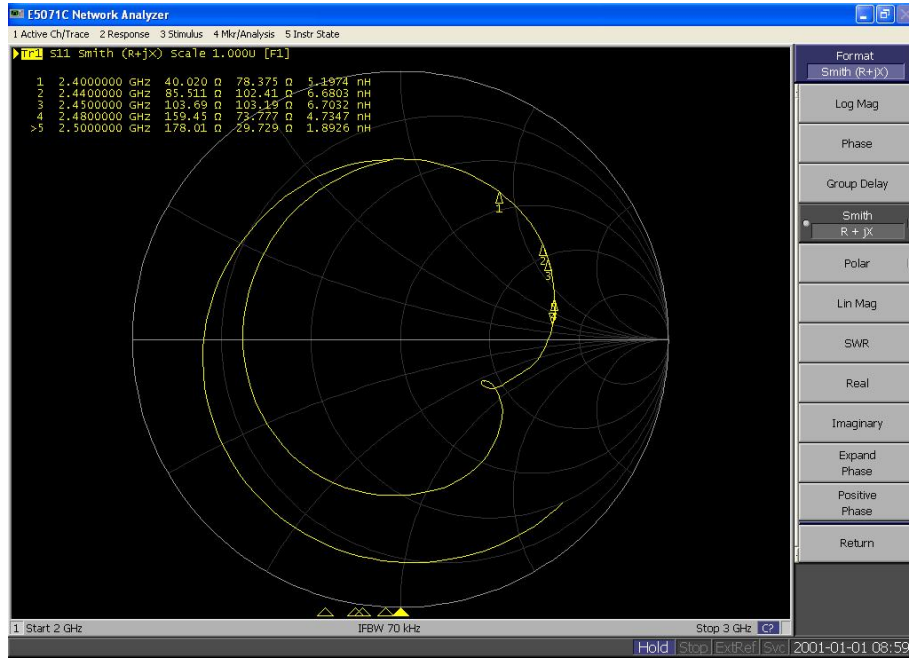 E5071C Network Analyzer
1 Active Ch/Trace 2 Response 3 Stimulus 4 Mkr/Analysis 5 Instr State
Tr1 S11 Smith (R+jX) Scale 1.000U [F1]
1 2.4000000 GHz 40.020 Ω 78.375 Ω 5.1974 nH
2 2.4400000 GHz 85.511 Ω 102.41 Ω 6.6803 nH
3 2.4500000 GHz 103.69 Ω 103.19 Ω 6.7032 nH
4 2.4800000 GHz 159.45 Ω 73.777 Ω 4.7347 nH
>5 2.5000000 GHz 178.01 Ω 29.729 Ω 1.8926 nH
1
2
3
Format
Smith (R+jX)
Log Mag
Phase
Group Delay
Smith
R + jX
Polar
Lin Mag
SWR
Real
Imaginary
Expand
Phase
Positive
Phase
Return
1 Start 2 GHz IFBW 70 kHz Stop 3 GHz C?
Hold Stop ExtRef Svc 2001-01-01 08:59